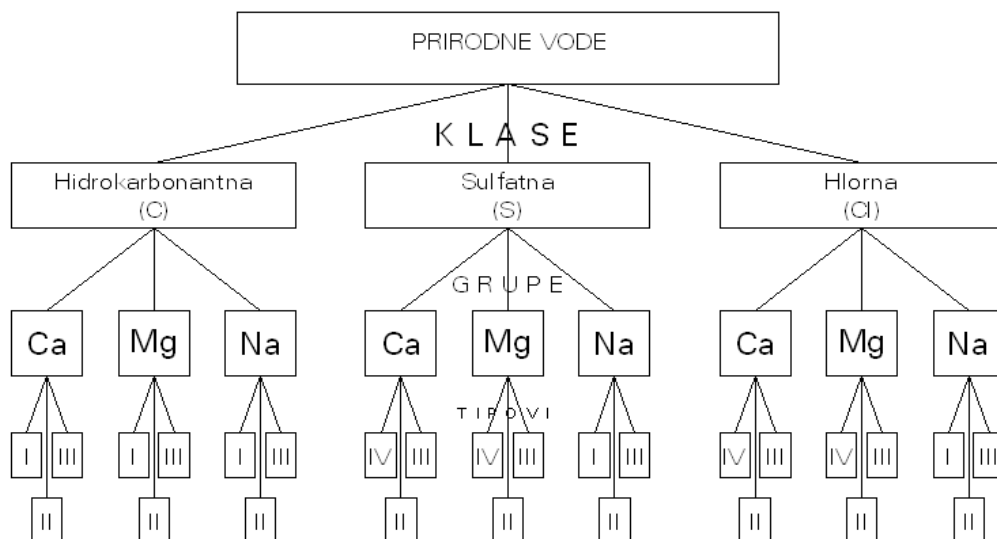 PRIRODNE VODE
KLASE
Hidrokarbonantna
(C)
Sulfatna
(S)
Hlorna
(Cl)
GRUPE
Ca Mg Na Ca Mg Na Ca Mg Na
TIPOVI
I III I III I III IV III IV III I III IV III IV III I III
II II II II II II II II II